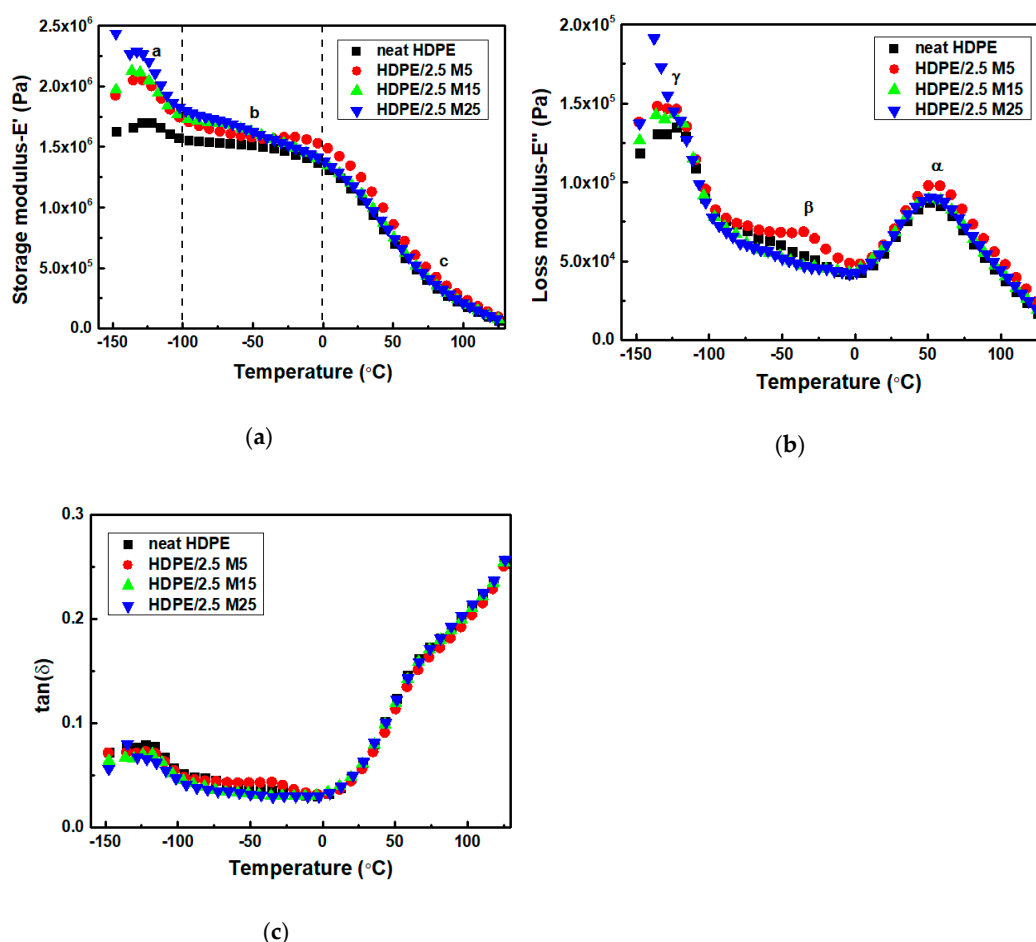 Storage modulus-E' (Pa)
2.5x10⁶
2.0x10⁶
1.5x10⁶
1.0x10⁶
5.0x10⁵
0.0
a
b
c
neat HDPE
HDPE/2.5 M5
HDPE/2.5 M15
HDPE/2.5 M25
-150 -100 -50 0 50 100
Temperature (°C)
(a)
Loss modulus-E'' (Pa)
2.0x10⁵
1.5x10⁵
1.0x10⁵
5.0x10⁴
0.0
γ
β
α
neat HDPE
HDPE/2.5 M5
HDPE/2.5 M15
HDPE/2.5 M25
-150 -100 -50 0 50 100
Temperature (°C)
(b)
tan(δ)
0.3
0.2
0.1
0.0
neat HDPE
HDPE/2.5 M5
HDPE/2.5 M15
HDPE/2.5 M25
-150 -100 -50 0 50 100
Temperature (°C)
(c)